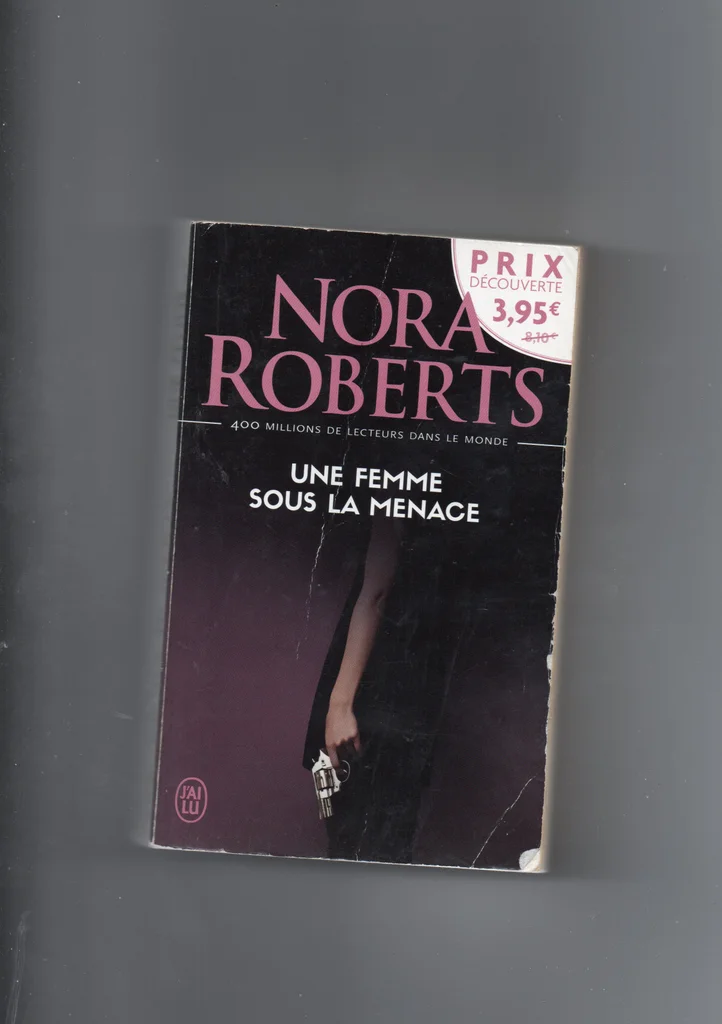 PRIX
DÉCOUVERTE
3,95€
8,10€
NORA
ROBERTS
400 MILLIONS DE LECTEURS DANS LE MONDE
UNE FEMME
SOUS LA MENACE
J'AI
LU